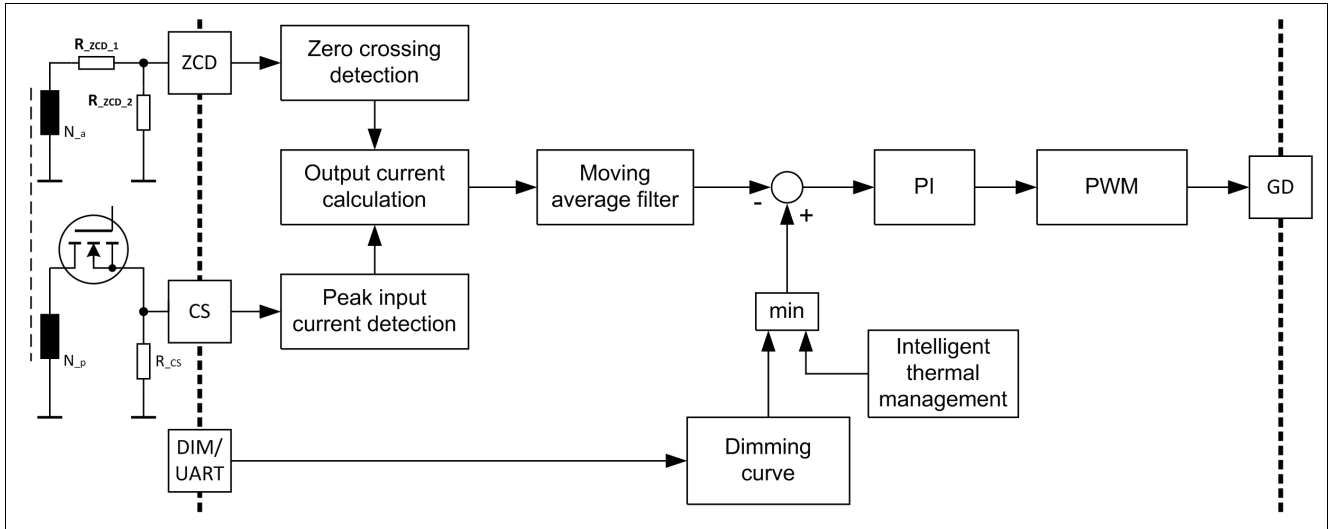 R_ZCD_1
ZCD
Zero crossing
detection
R_ZCD_2
N_a
Output current
calculation
Moving
average filter
-
+
PI
PWM
GD
CS
Peak input
current detection
min
N_p
R_CS
Intelligent
thermal
management
DIM/
UART
Dimming
curve